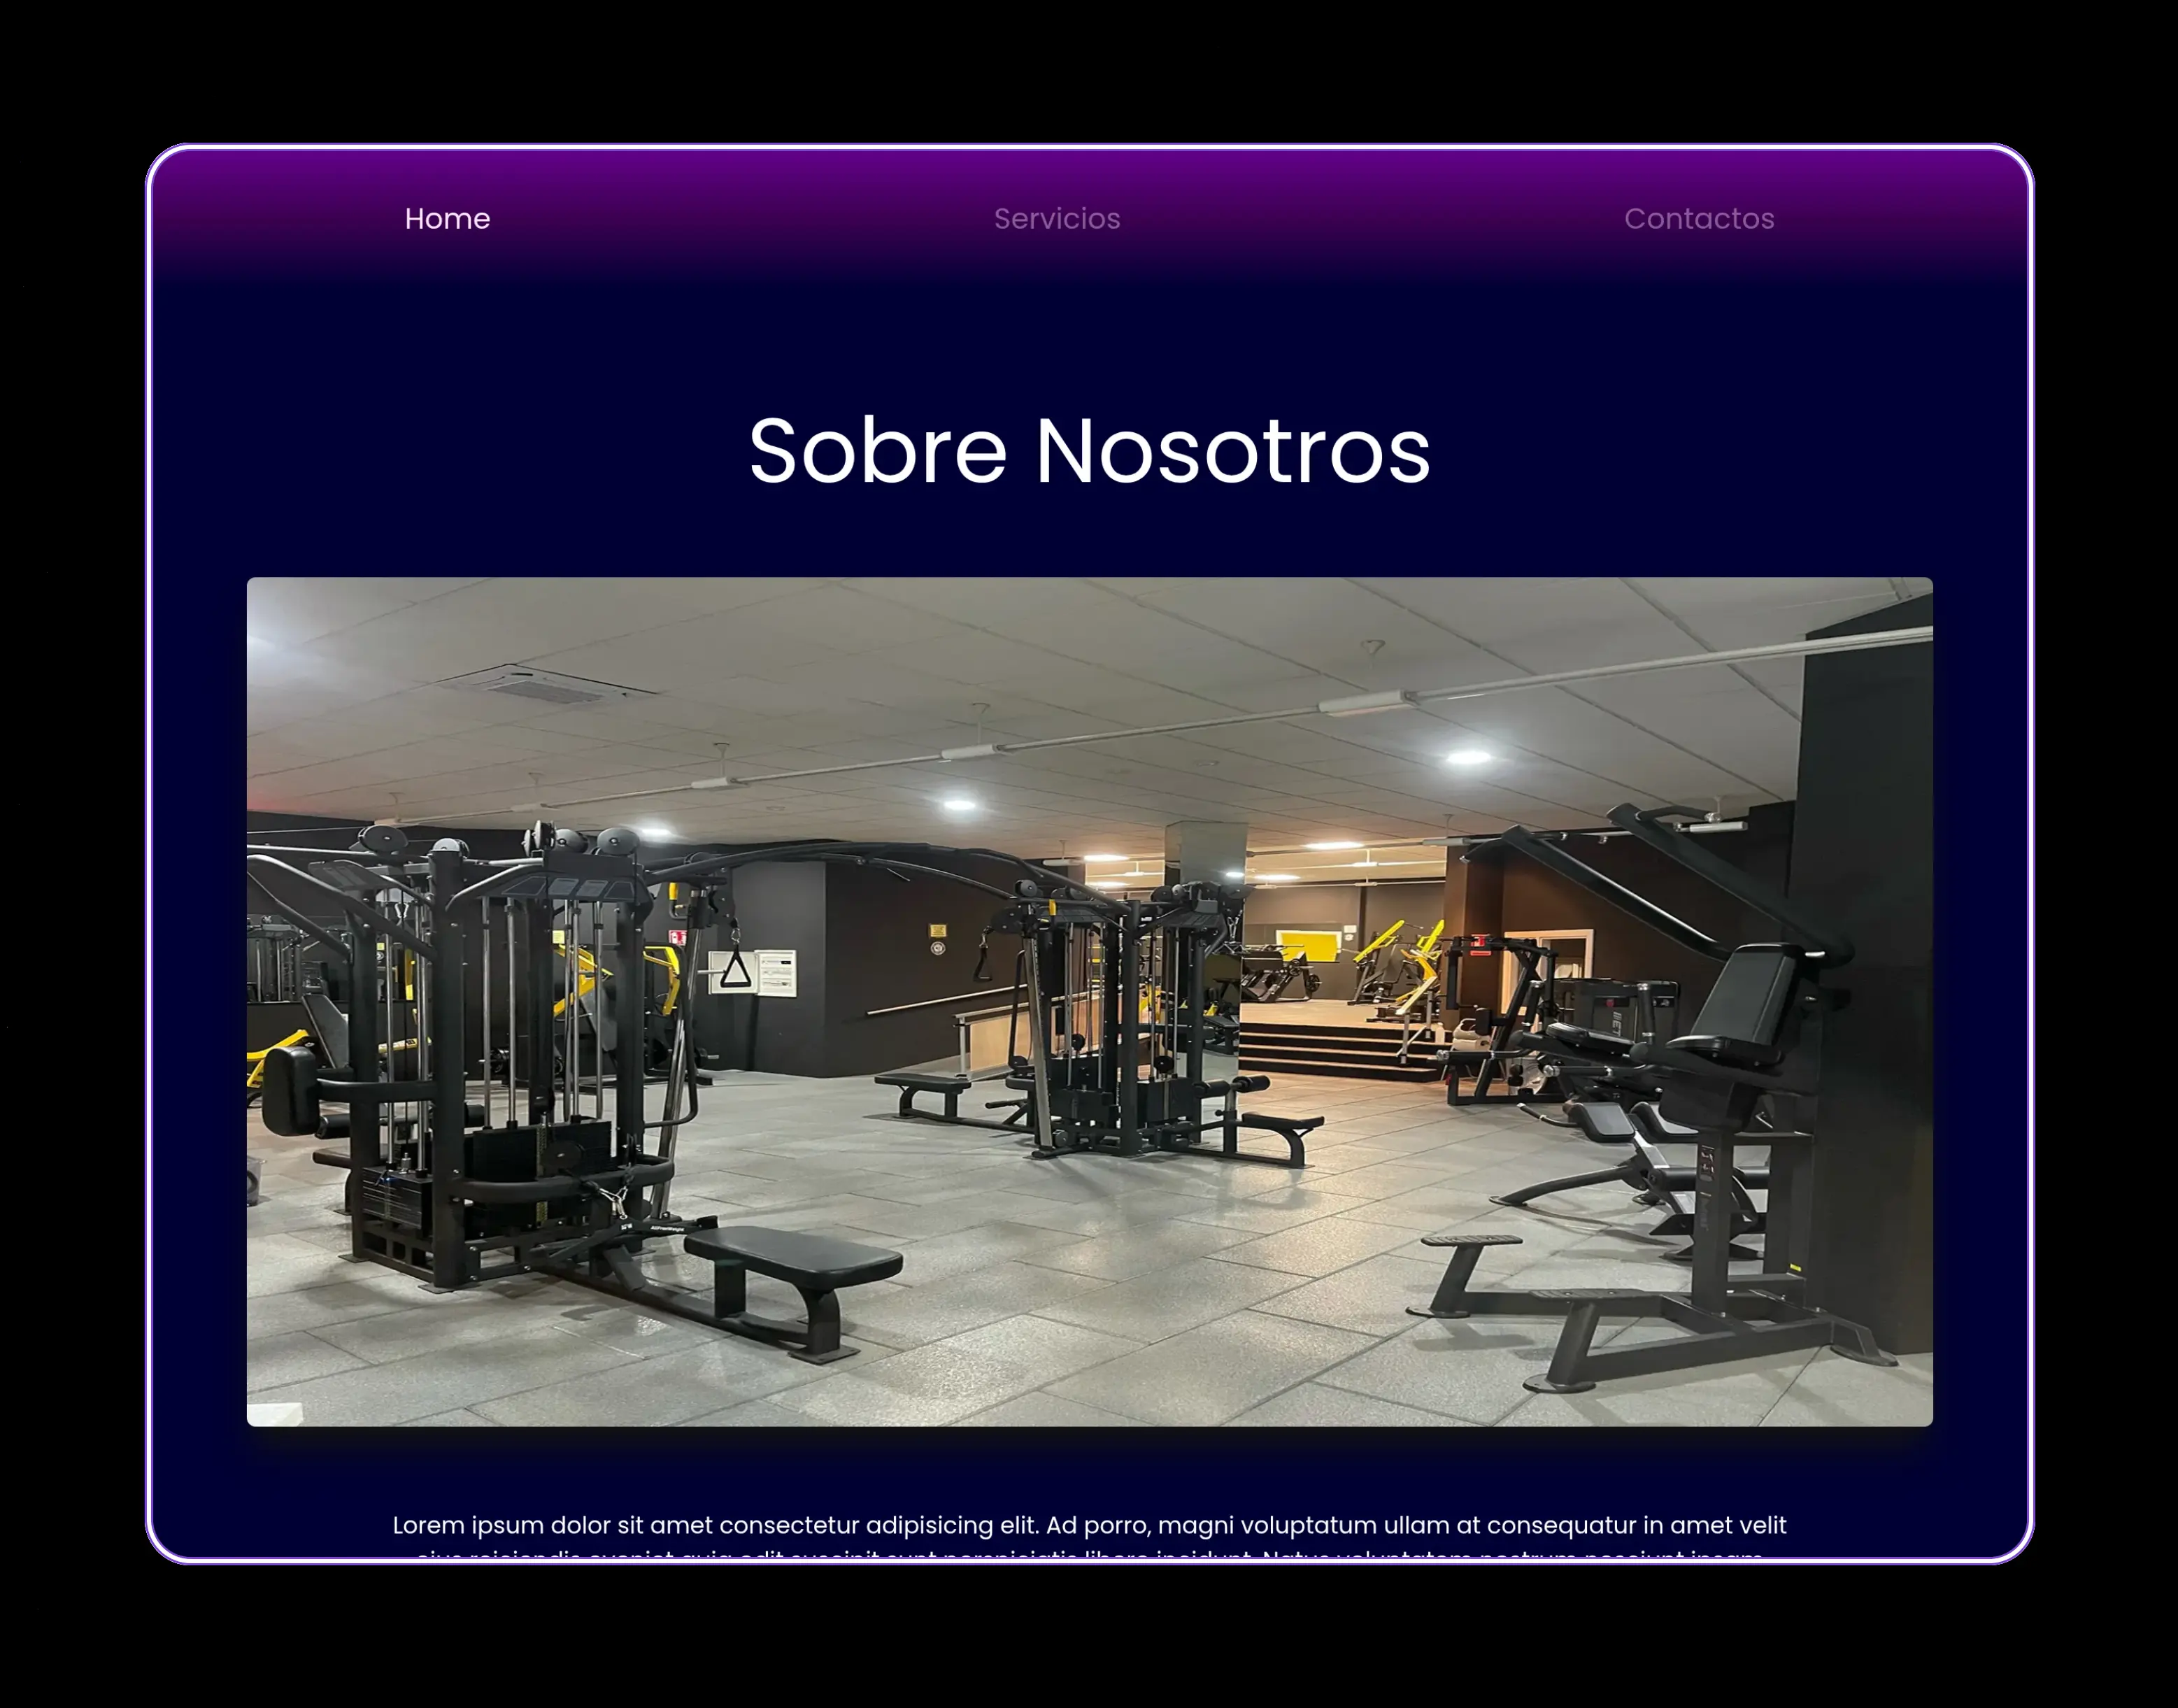 Home
Servicios
Contactos
Sobre Nosotros
Lorem ipsum dolor sit amet consectetur adipisicing elit. Ad porro, magni voluptatum ullam at consequatur in amet velit